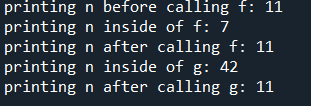 printing n before calling f: 11
printing n inside of f: 7
printing n after calling f: 11
printing n inside of g: 42
printing n after calling g: 11